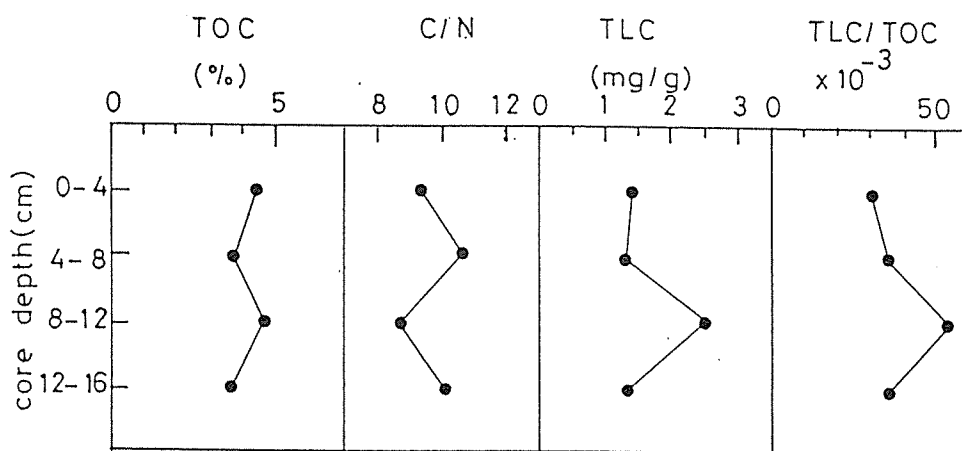 TOC C/N TLC TLC/TOC
(%) (mg/g) x 10-3
0 5 8 10 12 0 1 2 3 0 50
0-4
4-8
8-12
12-16
core depth(cm)